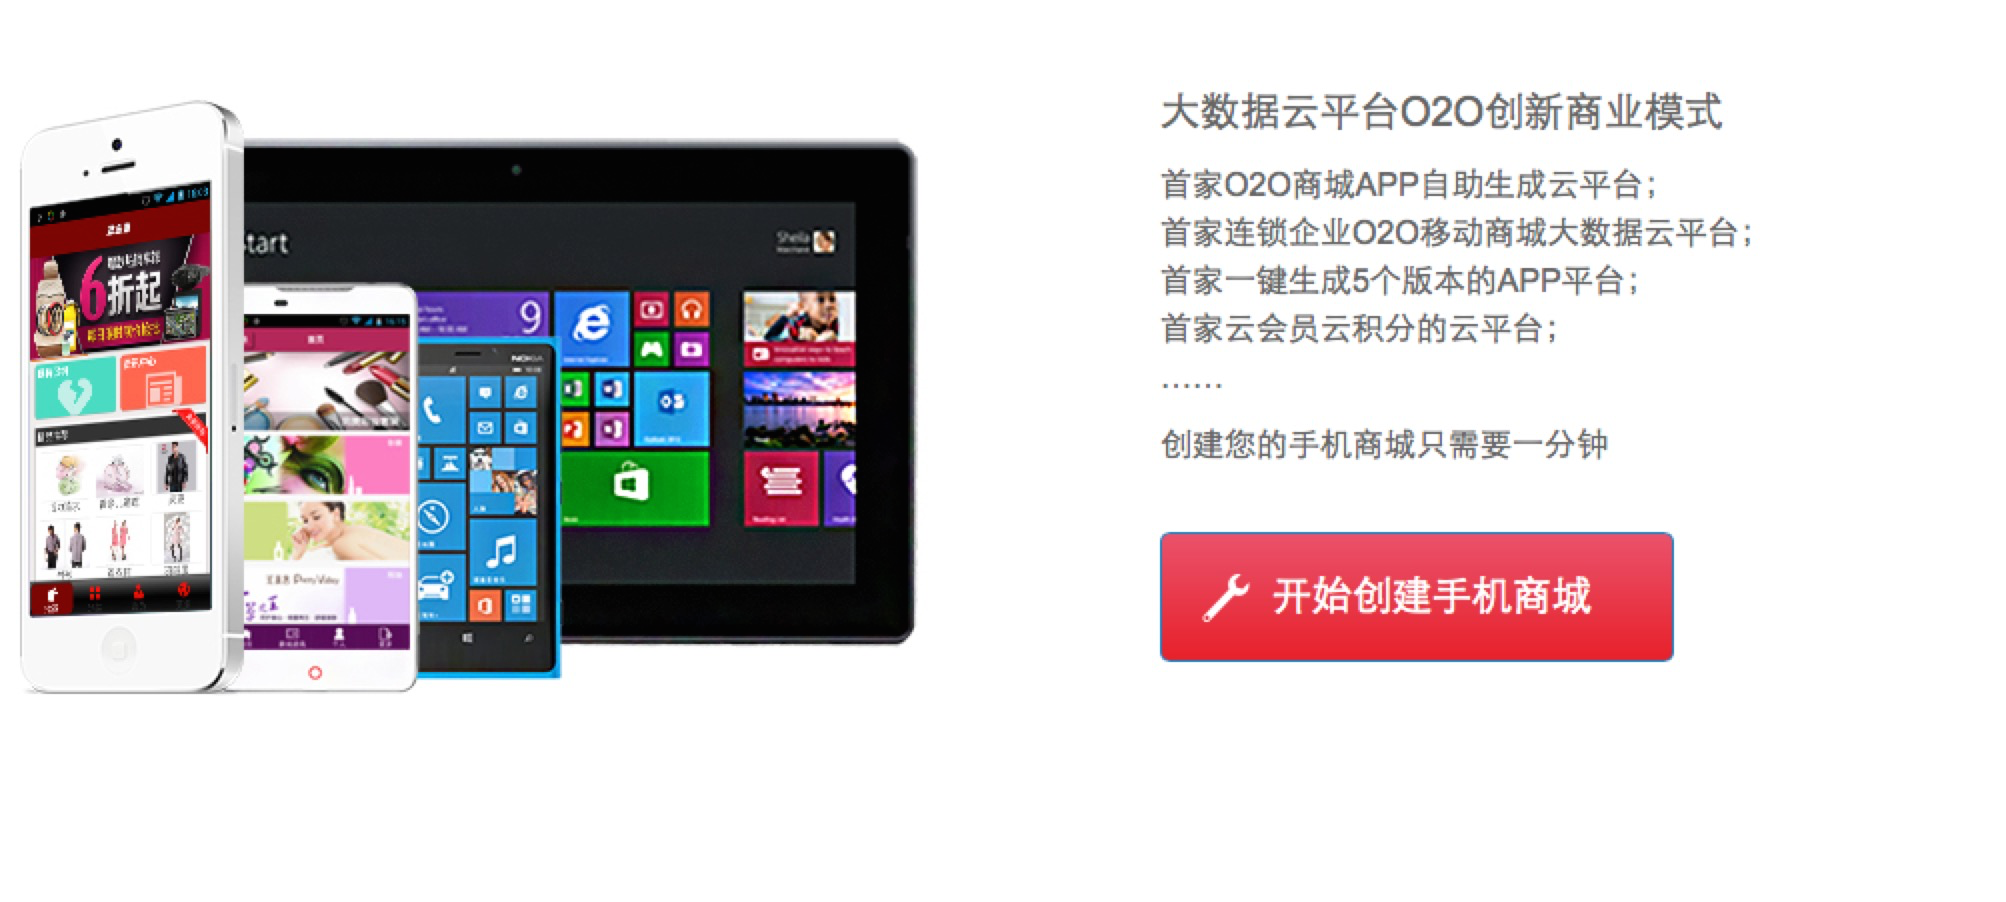 大数据云平台O2O创新商业模式
首家O2O商城APP自助生成云平台；
首家连锁企业O2O移动商城大数据云平台；
首家一键生成5个版本的APP平台；
首家云会员云积分的云平台；
……
创建您的手机商城只需要一分钟
开始创建手机商城
tart
Sheila
9
NOKIA
6折起
首页